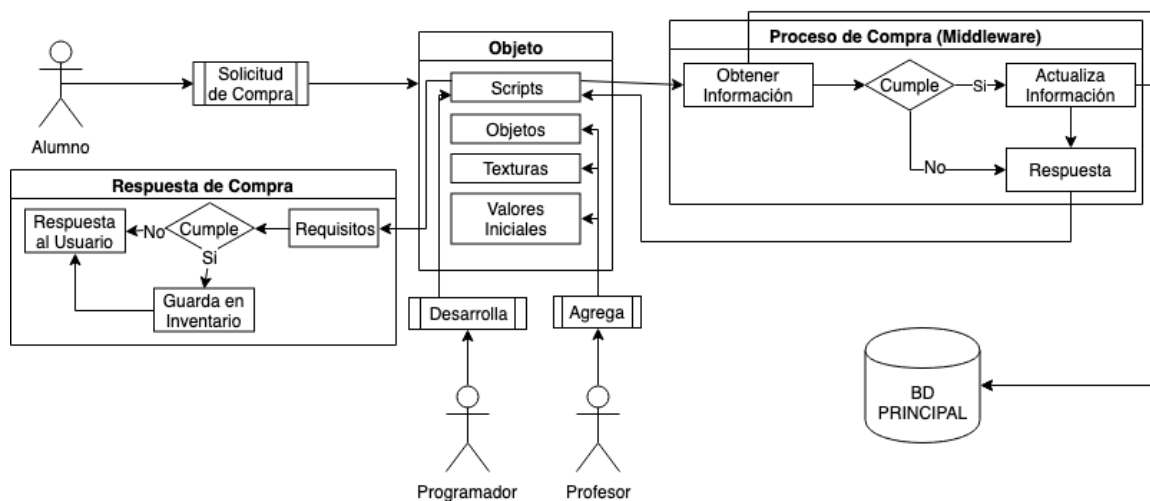 Objeto
Proceso de Compra (Middleware)
Solicitud
de Compra
Scripts
Obtener
Información
Cumple
Si
Actualiza
Información
Alumno
Objetos
Texturas
No
Respuesta
Respuesta de Compra
Respuesta
al Usuario
No
Cumple
Requisitos
Valores
Iniciales
Si
Guarda en
Inventario
Desarrolla
Agrega
BD
PRINCIPAL
Programador
Profesor